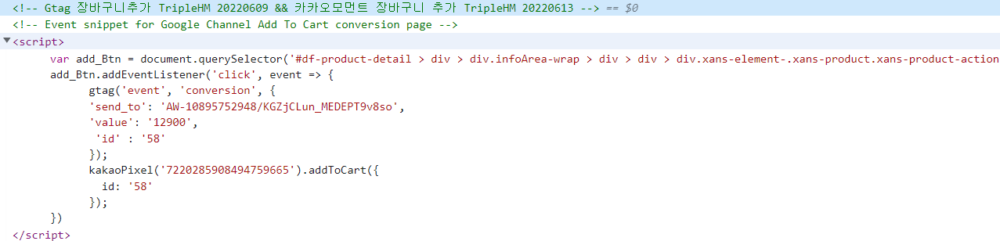 <!-- Gtag 장바구니추가 TripleHM 20220609 && 카카오모먼트 장바구니 추가 TripleHM 20220613 --> == $0
<!-- Event snippet for Google Channel Add To Cart conversion page -->
<script>
var add_Btn = document.querySelector('#df-product-detail > div > div.infoArea-wrap > div > div > div.xans-element-.xans-product.xans-product-action
add_Btn.addEventListener('click', event => {
gtag('event', 'conversion', {
'send_to': 'AW-10895752948/KGZjCLun_MEDEPT9v8so',
'value': '12900',
'id' : '58'
});
kakaoPixel('7220285908494759665').addToCart({
id: '58'
});
})
</script>